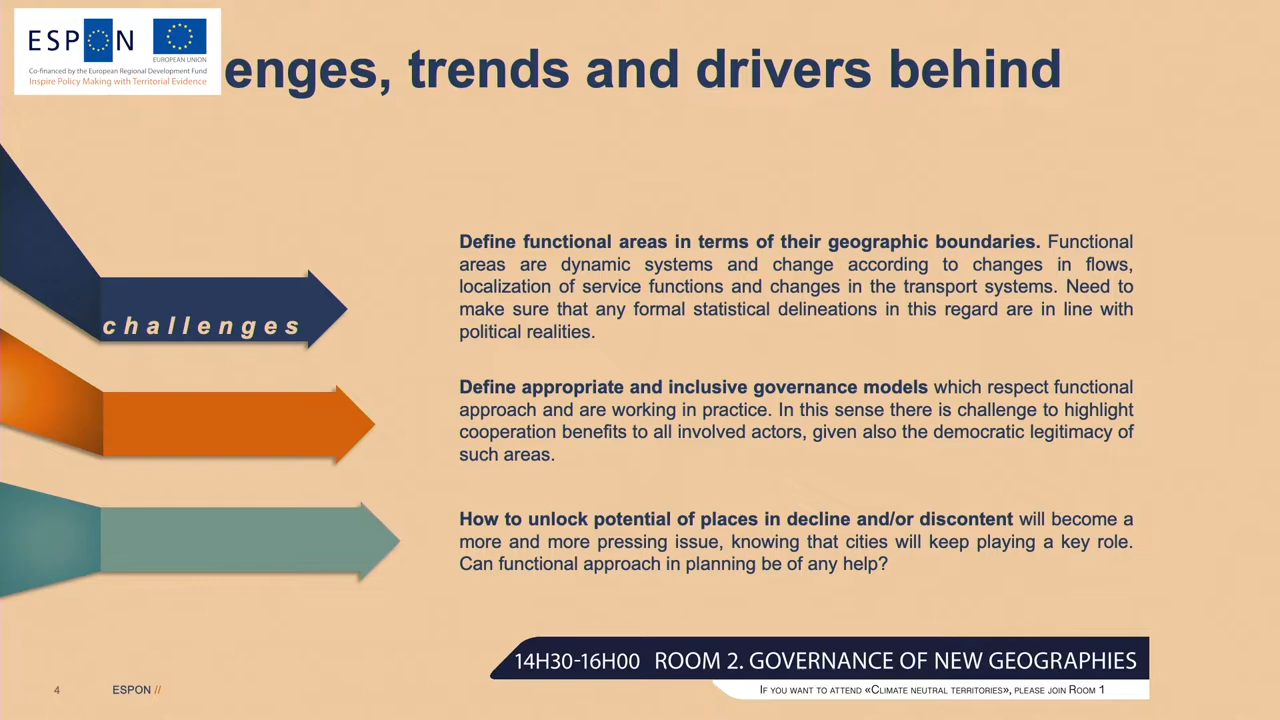 ESPON
EUROPEAN UNION
Co-financed by the European Regional Development Fund
Inspire Policy Making with Territorial Evidence
enges, trends and drivers behind
challenges
Define functional areas in terms of their geographic boundaries. Functional
areas are dynamic systems and change according to changes in flows,
localization of service functions and changes in the transport systems. Need to
make sure that any formal statistical delineations in this regard are in line with
political realities.
Define appropriate and inclusive governance models which respect functional
approach and are working in practice. In this sense there is challenge to highlight
cooperation benefits to all involved actors, given also the democratic legitimacy of
such areas.
How to unlock potential of places in decline and/or discontent will become a
more and more pressing issue, knowing that cities will keep playing a key role.
Can functional approach in planning be of any help?
14H30-16H00 ROOM 2. GOVERNANCE OF NEW GEOGRAPHIES
IF YOU WANT TO ATTEND «CLIMATE NEUTRAL TERRITORIES», PLEASE JOIN ROOM 1
4 ESPON //